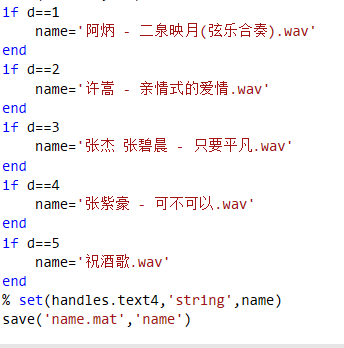 if d==1
    name='阿炳 - 二泉映月(弦乐合奏).wav'
end
if d==2
    name='许嵩 - 亲情式的爱情.wav'
end
if d==3
    name='张杰 张碧晨 - 只要平凡.wav'
end
if d==4
    name='张紫豪 - 可不可以.wav'
end
if d==5
    name='祝酒歌.wav'
end
% set(handles.text4,'string',name)
save('name.mat','name')